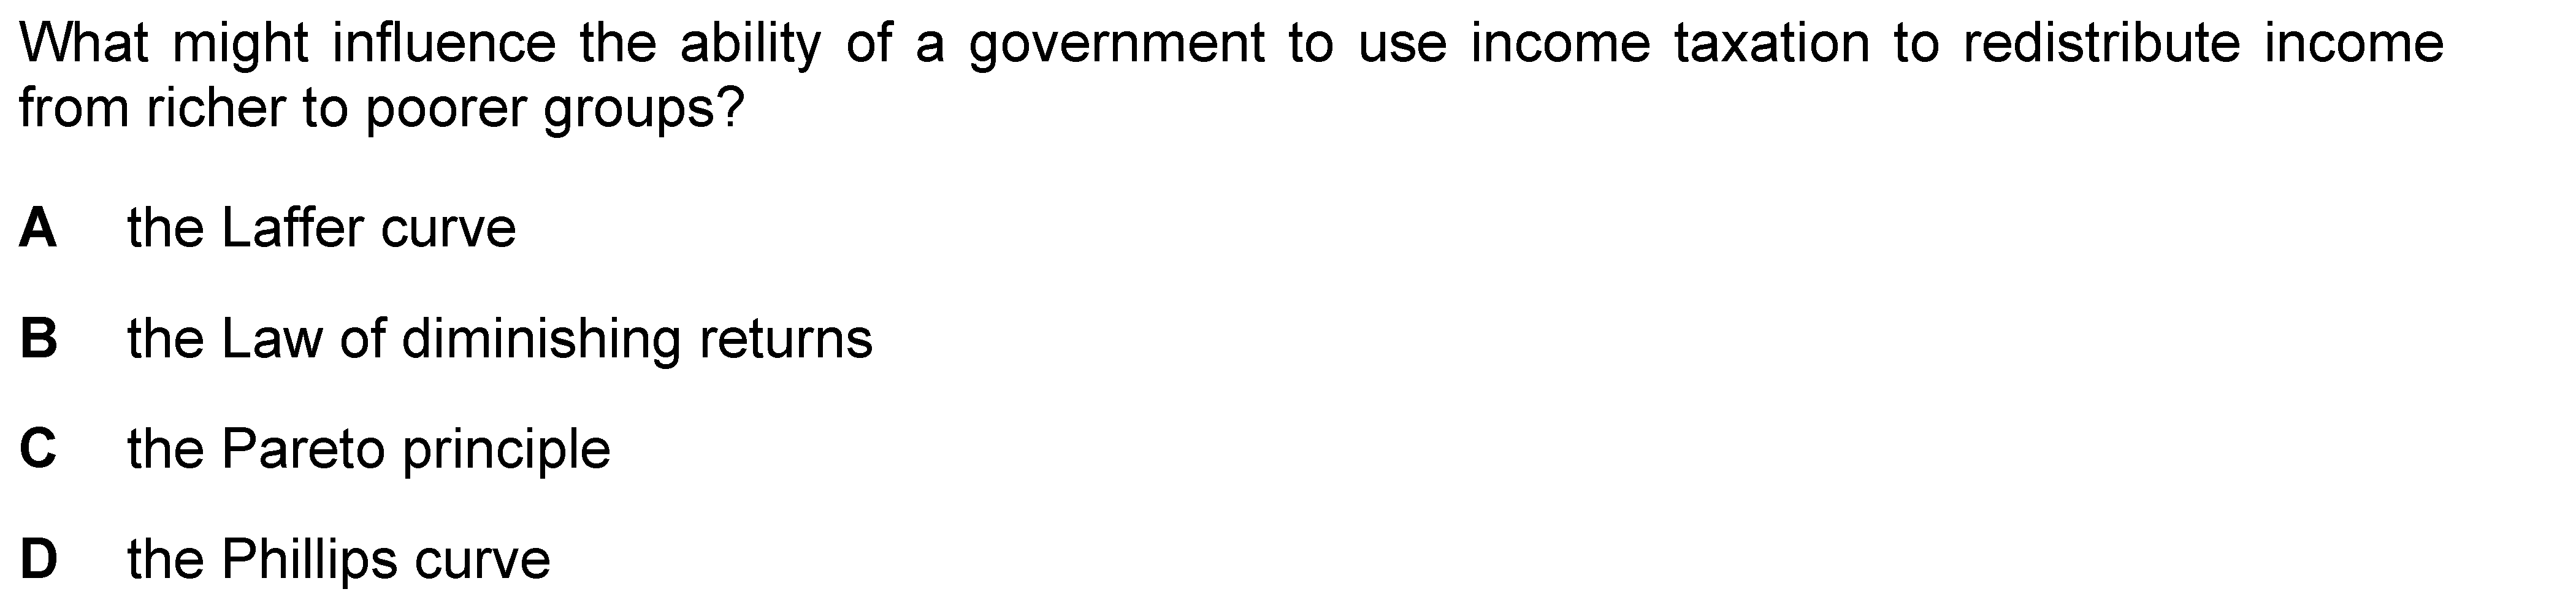 What might influence the ability of a government to use income taxation to redistribute income
from richer to poorer groups?
A the Laffer curve
B the Law of diminishing returns
C the Pareto principle
D the Phillips curve